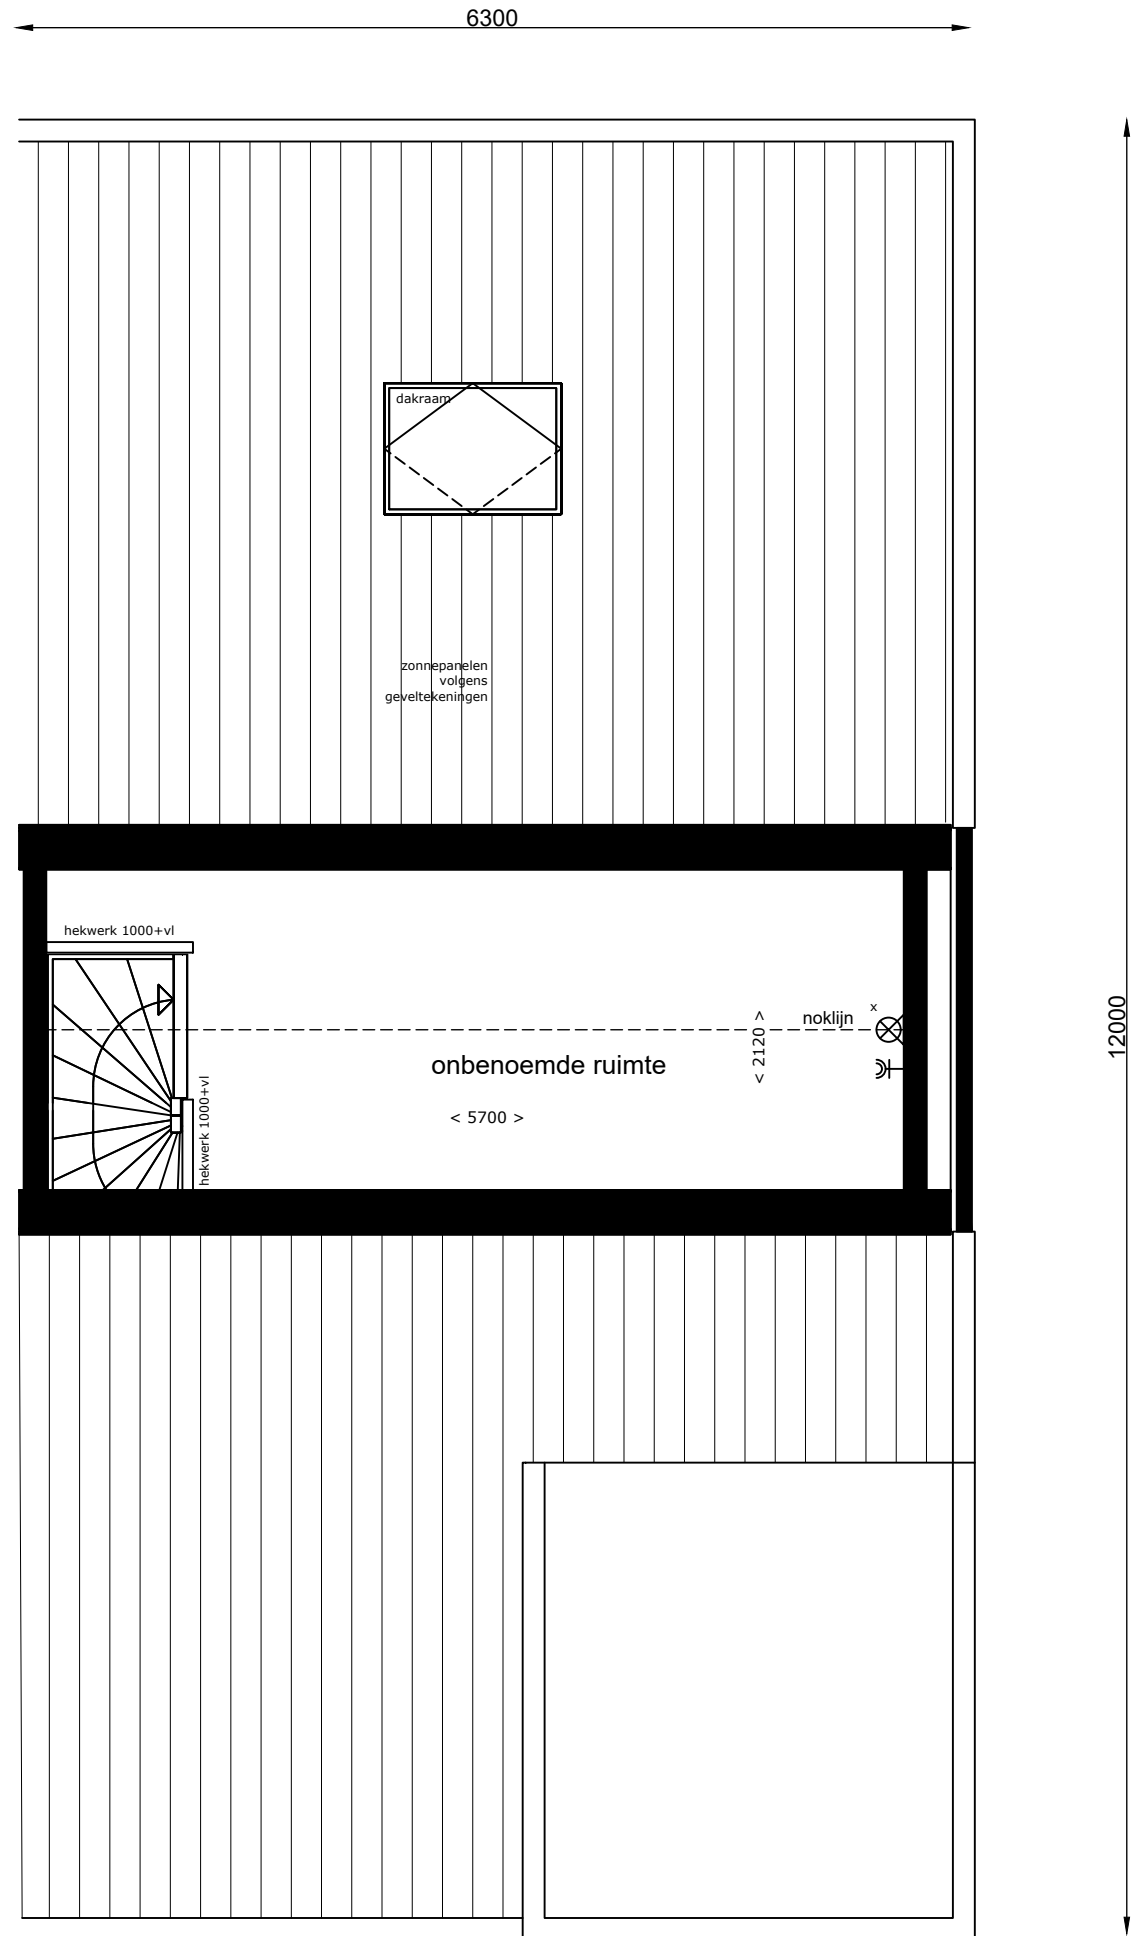 6300
dakraam
zonnepanelen
volgens
geveltekeningen
hekwerk 1000+vl
x
noklijn
< 2120 >
12000
onbenoemde ruimte
hekwerk 1000+vl
< 5700 >